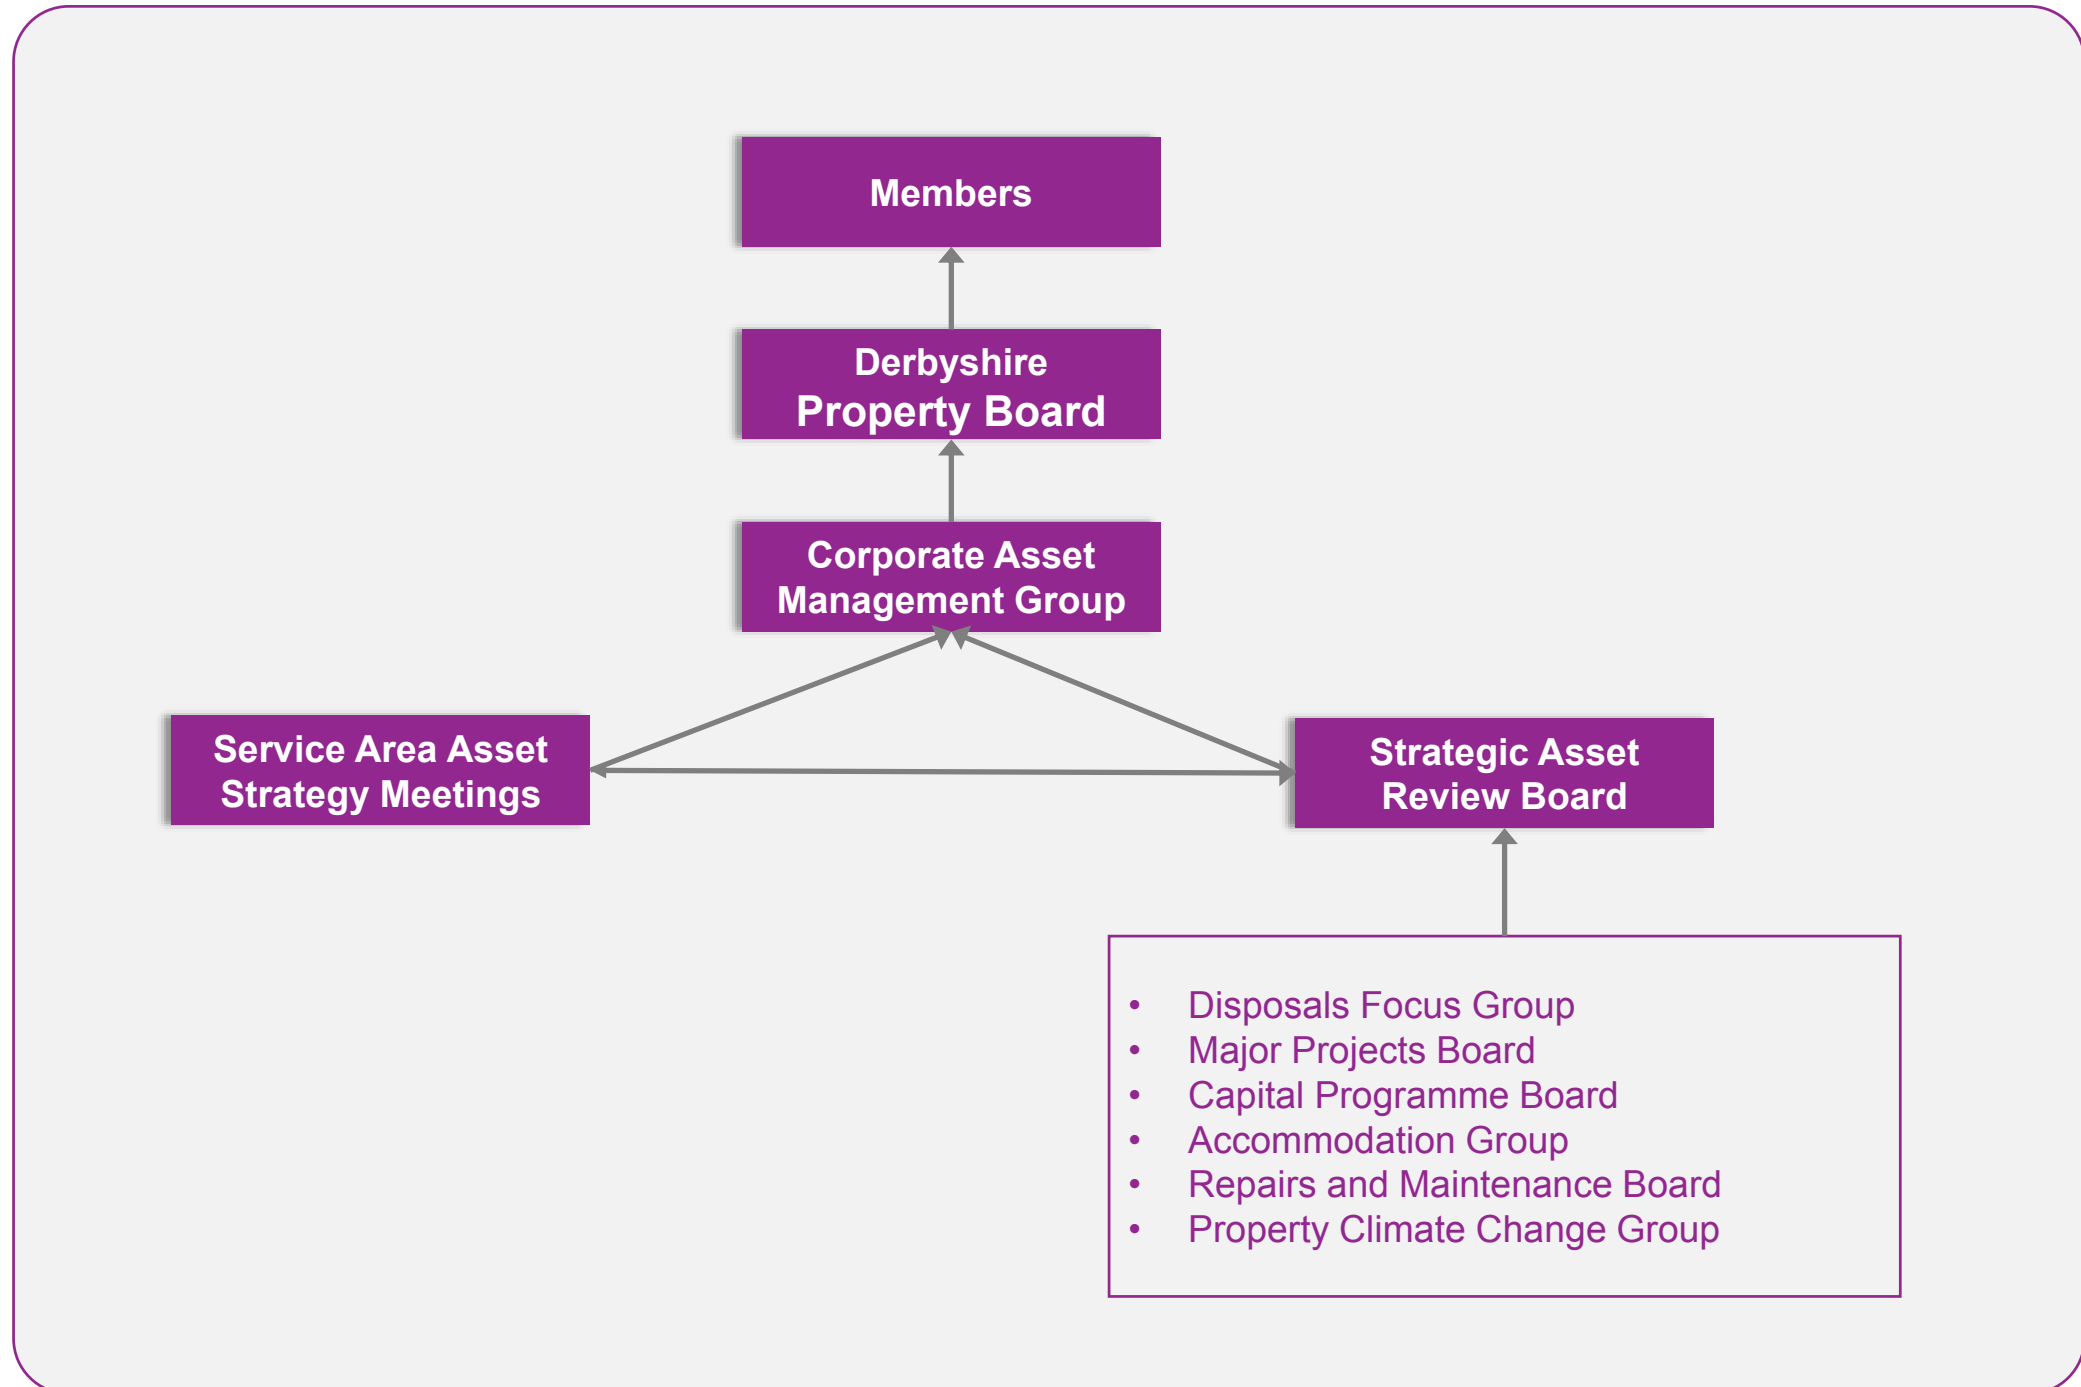 Members
Derbyshire
Property Board
Corporate Asset
Management Group
Service Area Asset
Strategy Meetings
Strategic Asset
Review Board
• Disposals Focus Group
• Major Projects Board
• Capital Programme Board
• Accommodation Group
• Repairs and Maintenance Board
• Property Climate Change Group